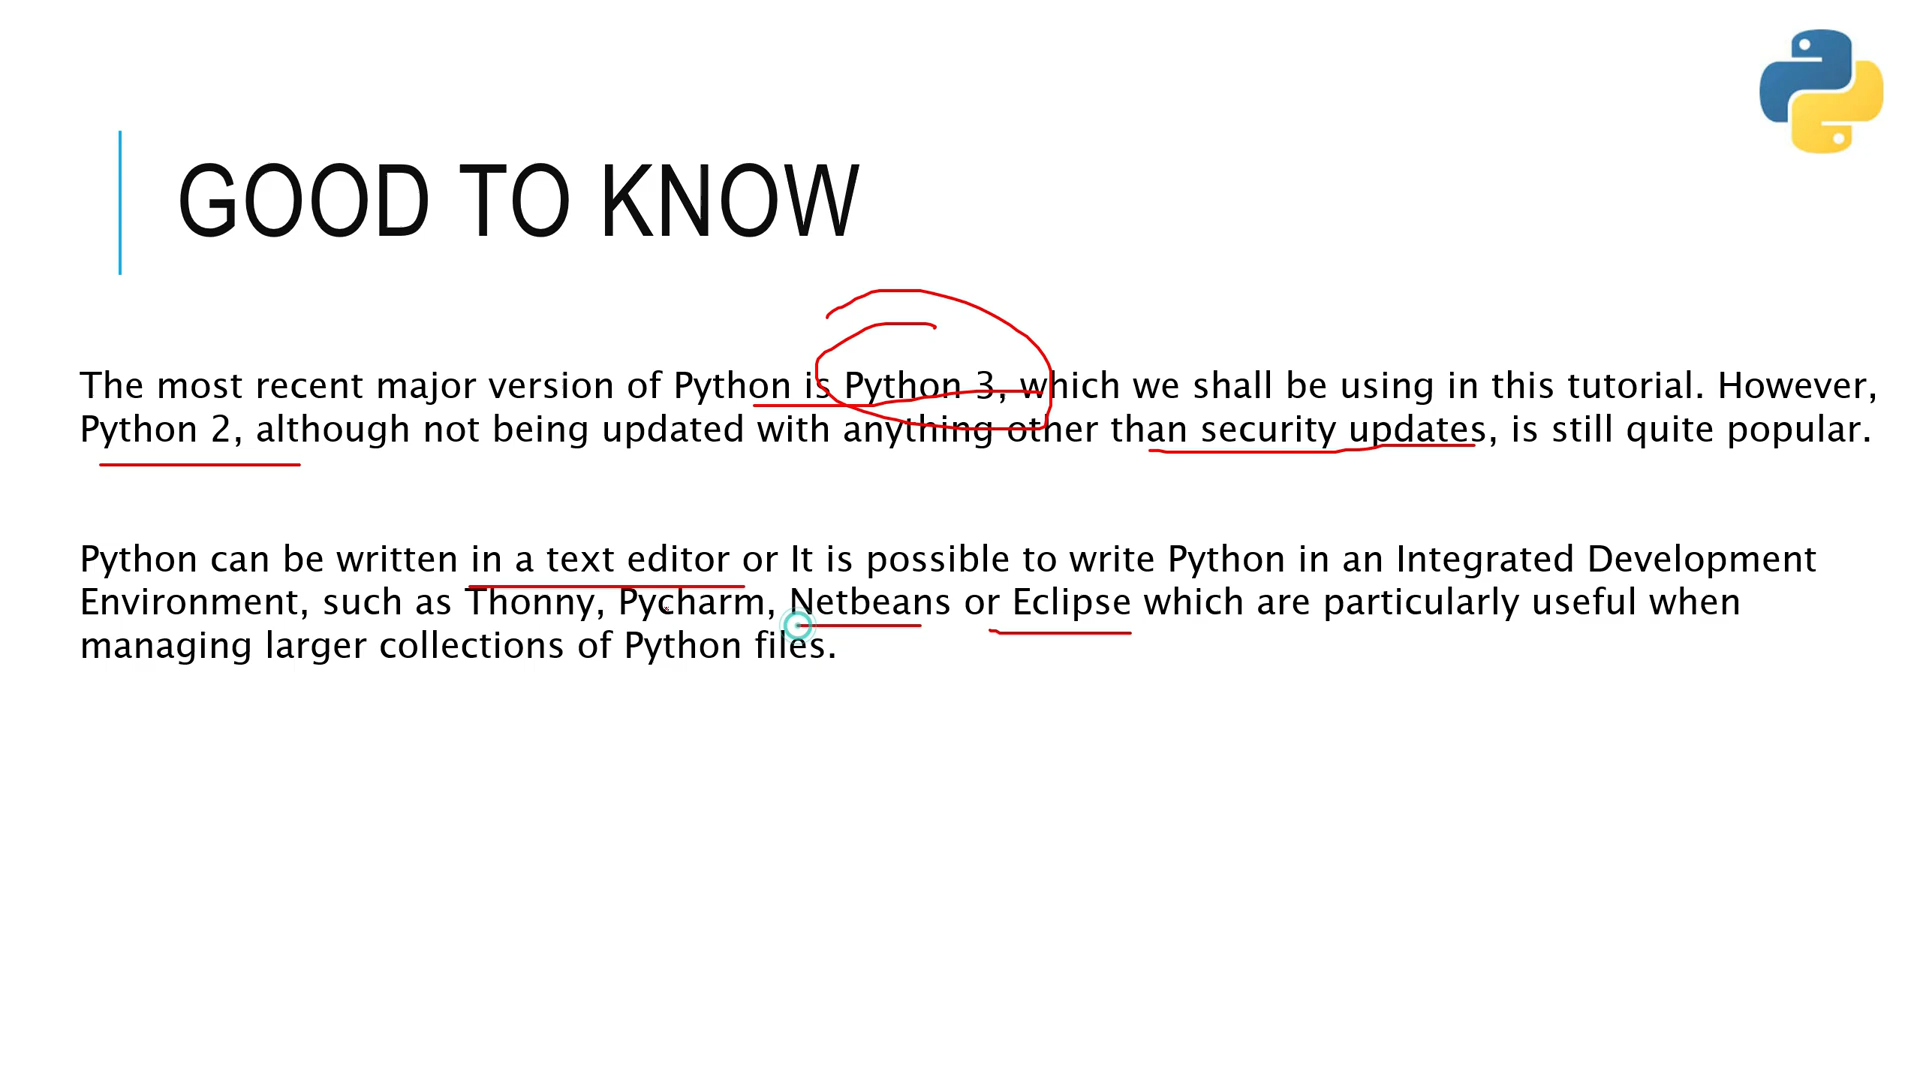 GOOD TO KNOW
The most recent major version of Python is Python 3, which we shall be using in this tutorial. However,
Python 2, although not being updated with anything other than security updates, is still quite popular.
Python can be written in a text editor or It is possible to write Python in an Integrated Development
Environment, such as Thonny, Pycharm, Netbeans or Eclipse which are particularly useful when
managing larger collections of Python files.